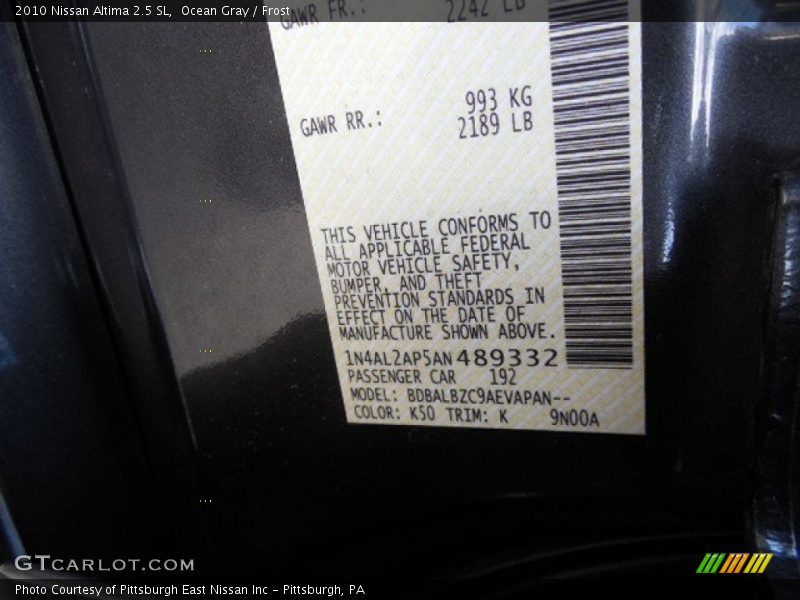 2010 Nissan Altima 2.5 SL, Ocean Gray / Frost
GAWR FR.: 2242 LB
993 KG
GAWR RR.: 2189 LB
THIS VEHICLE CONFORMS TO
ALL APPLICABLE FEDERAL
MOTOR VEHICLE SAFETY,
BUMPER, AND THEFT
PREVENTION STANDARDS IN
EFFECT ON THE DATE OF
MANUFACTURE SHOWN ABOVE.
1N4AL2AP5AN489332
PASSENGER CAR 192
MODEL: BDBALBZC9AEVAPAN--
COLOR: K50 TRIM: K 9N00A
GTCARLOT.COM
Photo Courtesy of Pittsburgh East Nissan Inc - Pittsburgh, PA